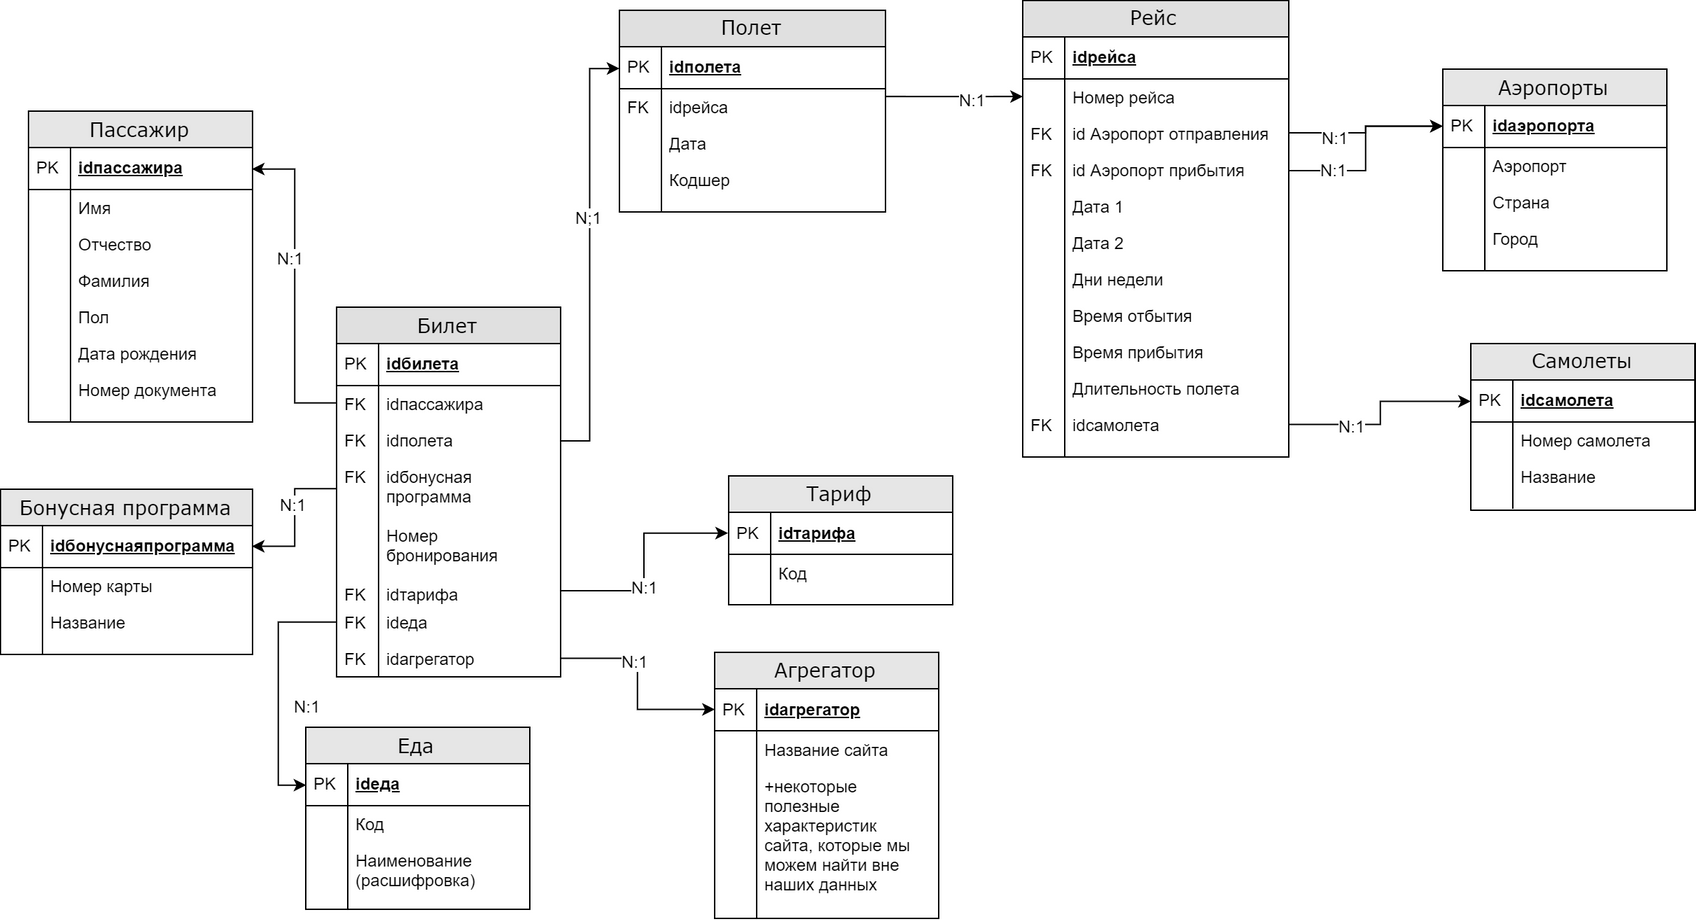 Полет
PK idполета
FK idрейса
Дата
Кодшер
Рейс
PK idрейса
Номер рейса
FK id Аэропорт отправления
FK id Аэропорт прибытия
Дата 1
Дата 2
Дни недели
Время отбытия
Время прибытия
Длительность полета
FK idсамолета
Аэропорты
PK idаэропорта
Аэропорт
Страна
Город
Самолеты
PK idсамолета
Номер самолета
Название
Пассажир
PK idпассажира
Имя
Отчество
Фамилия
Пол
Дата рождения
Номер документа
Билет
PK idбилета
FK idпассажира
FK idполета
FK idбонусная
программа
Номер
бронирования
FK idтарифа
FK idеда
FK idагрегатор
Бонусная программа
PK idбонуснаяпрограмма
Номер карты
Название
Тариф
PK idтарифа
Код
Агрегатор
PK idагрегатор
Название сайта
+некоторые
полезные
характеристик
сайта, которые мы
можем найти вне
наших данных
Еда
PK idеда
Код
Наименование
(расшифровка)
N:1
N:1
N:1
N:1
N;1
N:1
N:1
N:1
N:1
N:1